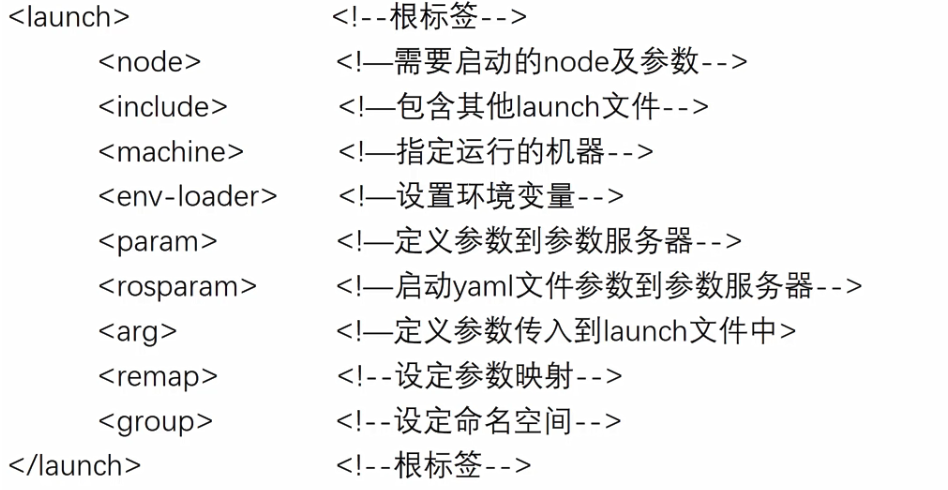 <launch> <!--根标签-->
<node> <!—需要启动的node及参数-->
<include> <!—包含其他launch文件-->
<machine> <!—指定运行的机器-->
<env-loader> <!—设置环境变量-->
<param> <!—定义参数到参数服务器-->
<rosparam> <!—启动yaml文件参数到参数服务器-->
<arg> <!—定义参数传入到launch文件中>
<remap> <!--设定参数映射-->
<group> <!--设定命名空间-->
</launch> <!--根标签-->